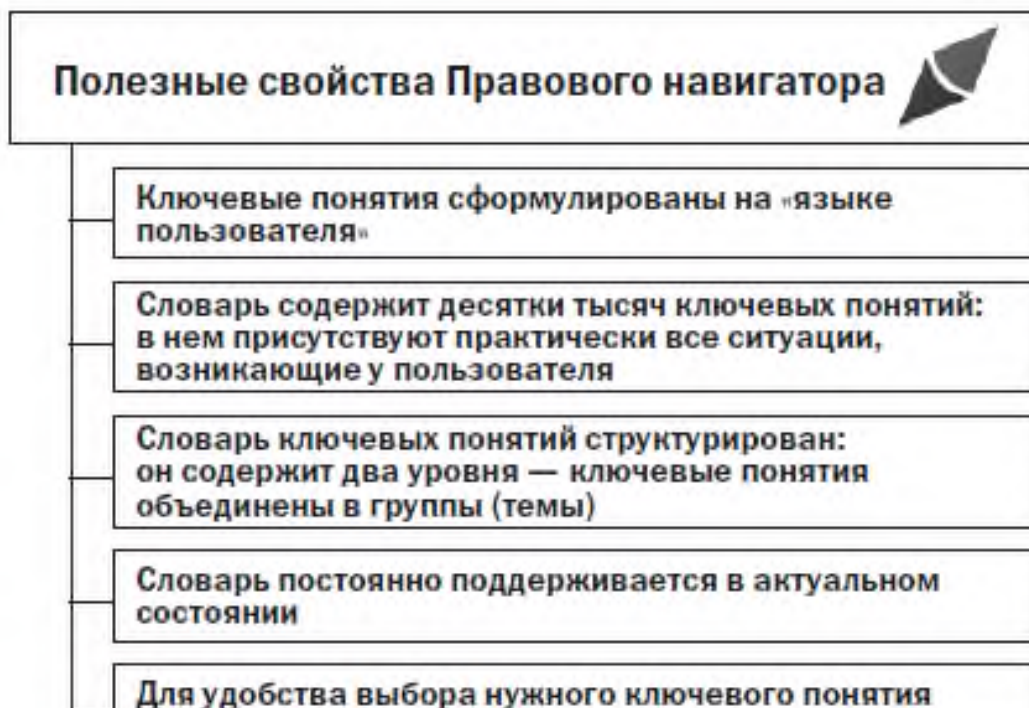 Полезные свойства Правового навигатора
Ключевые понятия сформулированы на «языке
пользователя»
Словарь содержит десятки тысяч ключевых понятий:
в нем присутствуют практически все ситуации,
возникающие у пользователя
Словарь ключевых понятий структурирован:
он содержит два уровня — ключевые понятия
объединены в группы (темы)
Словарь постоянно поддерживается в актуальном
состоянии
Для удобства выбора нужного ключевого понятия